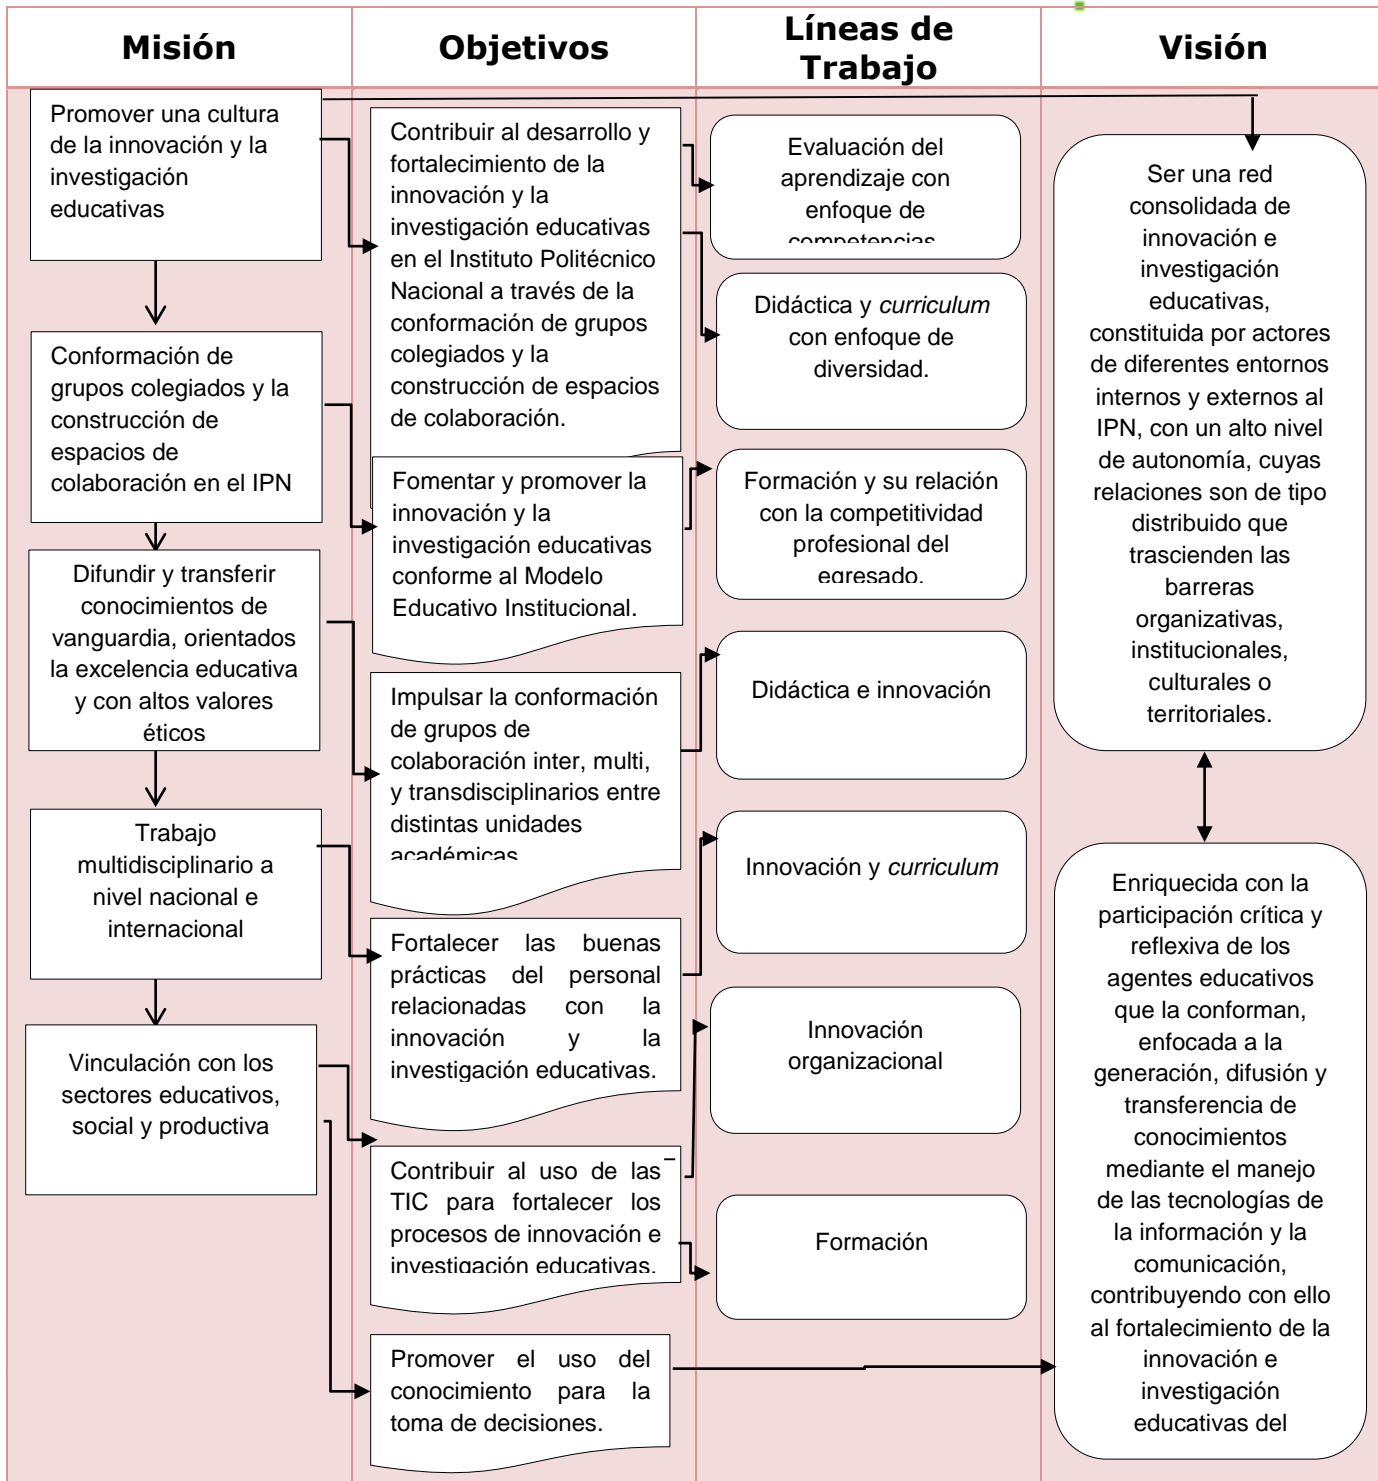 Misión
Objetivos
Líneas de
Trabajo
Visión
Promover una cultura
de la innovación y la
investigación
educativas
Conformación de
grupos colegiados y la
construcción de
espacios de
colaboración en el IPN
Difundir y transferir
conocimientos de
vanguardia, orientados
la excelencia educativa
y con altos valores
éticos
Trabajo
multidisciplinario a
nivel nacional e
internacional
Vinculación con los
sectores educativos,
social y productiva
Contribuir al desarrollo y
fortalecimiento de la
innovación y la
investigación educativas
en el Instituto Politécnico
Nacional a través de la
conformación de grupos
colegiados y la
construcción de espacios
de colaboración.
Fomentar y promover la
innovación y la
investigación educativas
conforme al Modelo
Educativo Institucional.
Impulsar la conformación
de grupos de
colaboración inter, multi,
y transdisciplinarios entre
distintas unidades
académicas
Fortalecer las buenas
prácticas del personal
relacionadas con la
innovación y la
investigación educativas.
Contribuir al uso de las
TIC para fortalecer los
procesos de innovación e
investigación educativas.
Promover el uso del
conocimiento para la
toma de decisiones.
Evaluación del
aprendizaje con
enfoque de
competencias
Didáctica y curriculum
con enfoque de
diversidad.
Formación y su relación
con la competitividad
profesional del
egresado.
Didáctica e innovación
Innovación y curriculum
Innovación
organizacional
Formación
Ser una red
consolidada de
innovación e
investigación
educativas,
constituida por actores
de diferentes entornos
internos y externos al
IPN, con un alto nivel
de autonomía, cuyas
relaciones son de tipo
distribuido que
trascienden las
barreras
organizativas,
institucionales,
culturales o
territoriales.
Enriquecida con la
participación crítica y
reflexiva de los
agentes educativos
que la conforman,
enfocada a la
generación, difusión y
transferencia de
conocimientos
mediante el manejo
de las tecnologías de
la información y la
comunicación,
contribuyendo con ello
al fortalecimiento de la
innovación e
investigación
educativas del